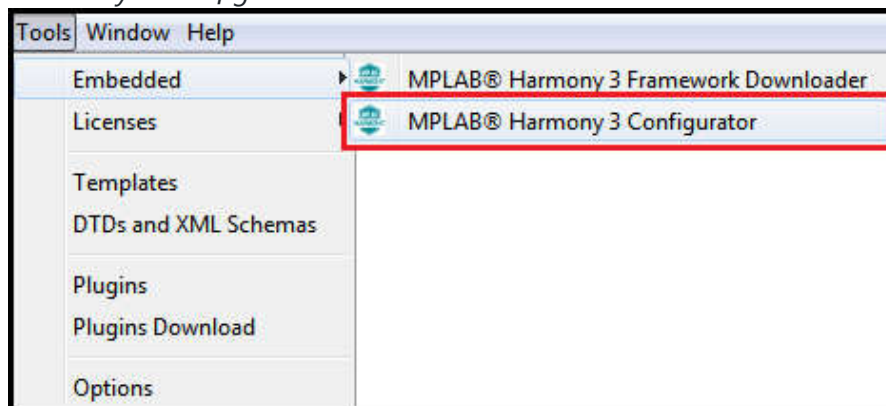 Tools Window Help
Embedded
MPLAB® Harmony 3 Framework Downloader
Licenses
MPLAB® Harmony 3 Configurator
Templates
DTDs and XML Schemas
Plugins
Plugins Download
Options